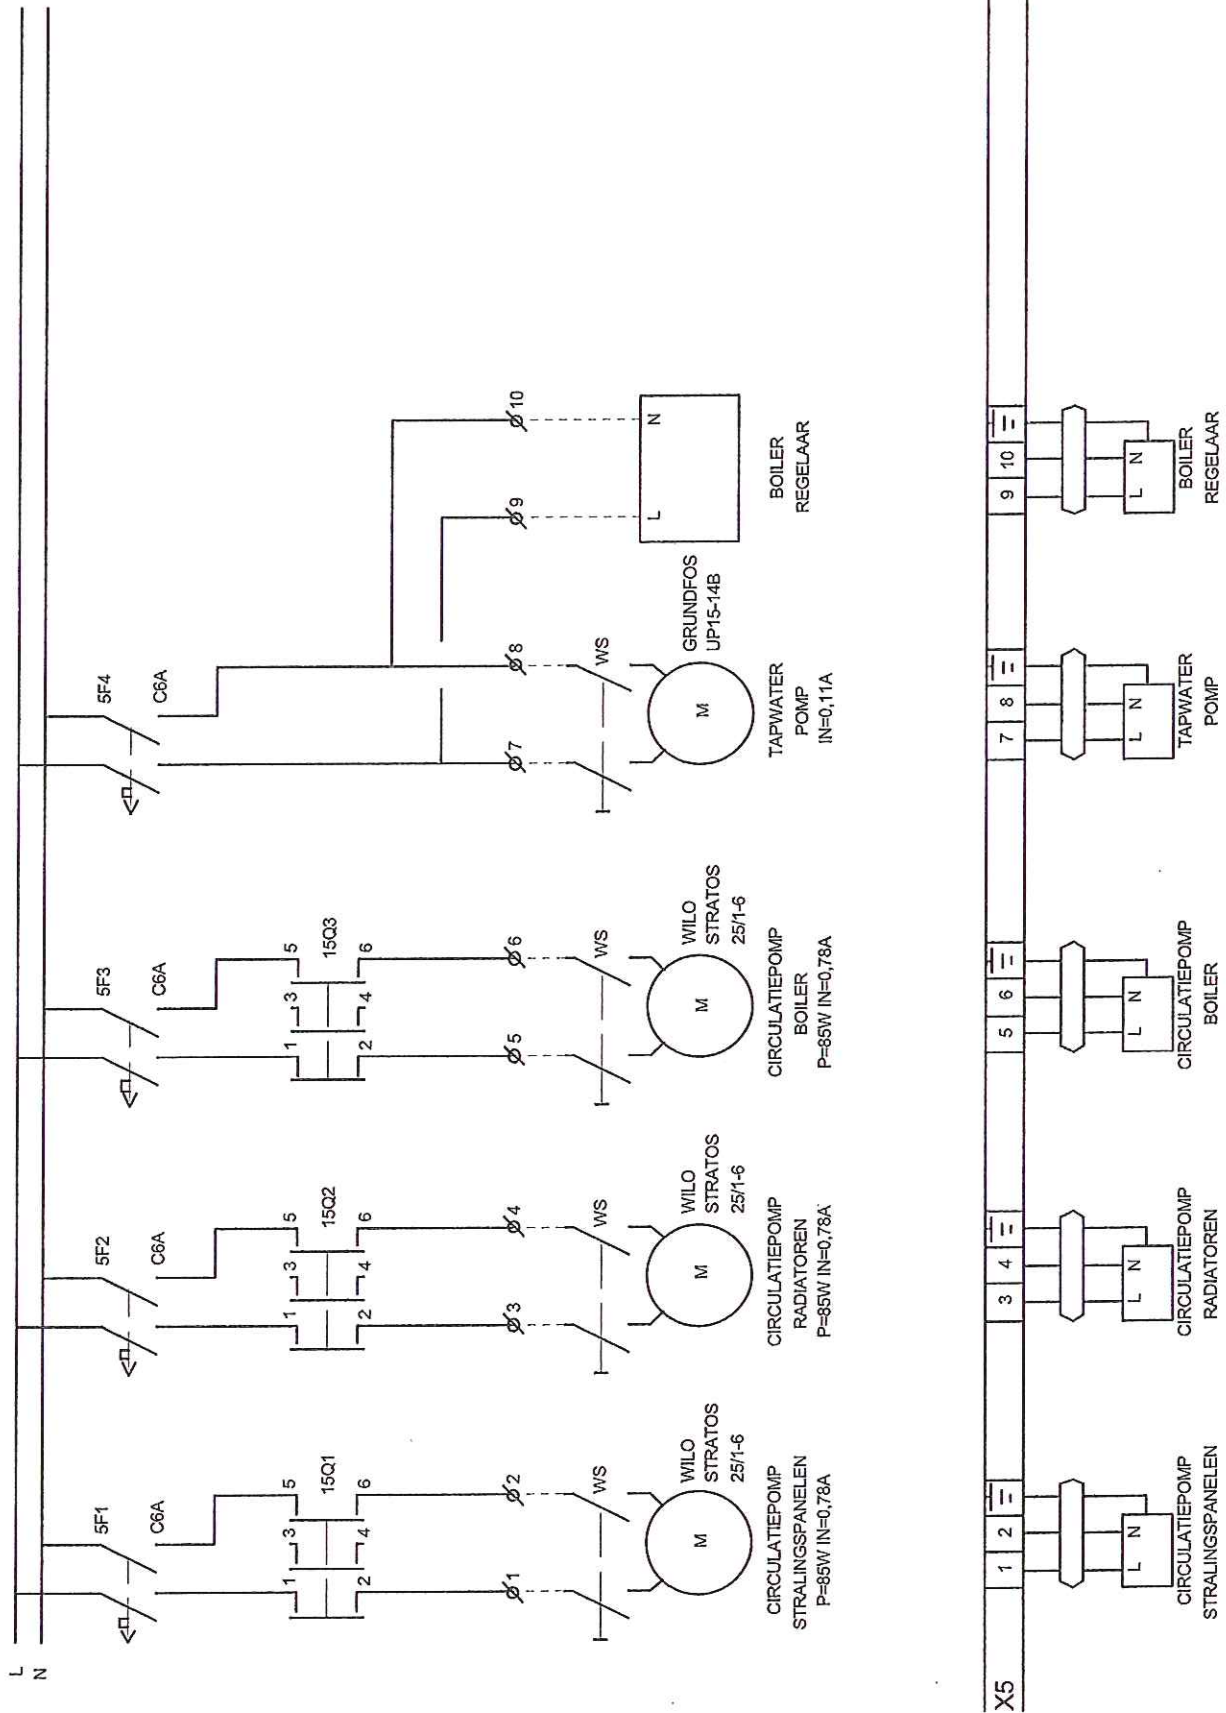 L
N
5F1
C6A
5F2
C6A
5F3
C6A
5F4
C6A
1 3 5
15Q1
2 4 6
1 3 5
15Q2
2 4 6
1 3 5
15Q3
2 4 6
1 2 3 4 5 6 7 8 9 10
WS
WS
WS
WS
L N
M
WILO
STRATOS
25/1-6
M
WILO
STRATOS
25/1-6
M
WILO
STRATOS
25/1-6
M
GRUNDFOS
UP15-14B
CIRCULATIEPOMP
STRALINGSPANELEN
P=85W IN=0,78A
CIRCULATIEPOMP
RADIATOREN
P=85W IN=0,78A
CIRCULATIEPOMP
BOILER
P=85W IN=0,78A
TAPWATER
POMP
IN=0,11A
BOILER
REGELAAR
X5
1 2 3 4 5 6 7 8 9 10
L N
L N
L N
L N
L N
CIRCULATIEPOMP
STRALINGSPANELEN
CIRCULATIEPOMP
RADIATOREN
CIRCULATIEPOMP
BOILER
TAPWATER
POMP
BOILER
REGELAAR